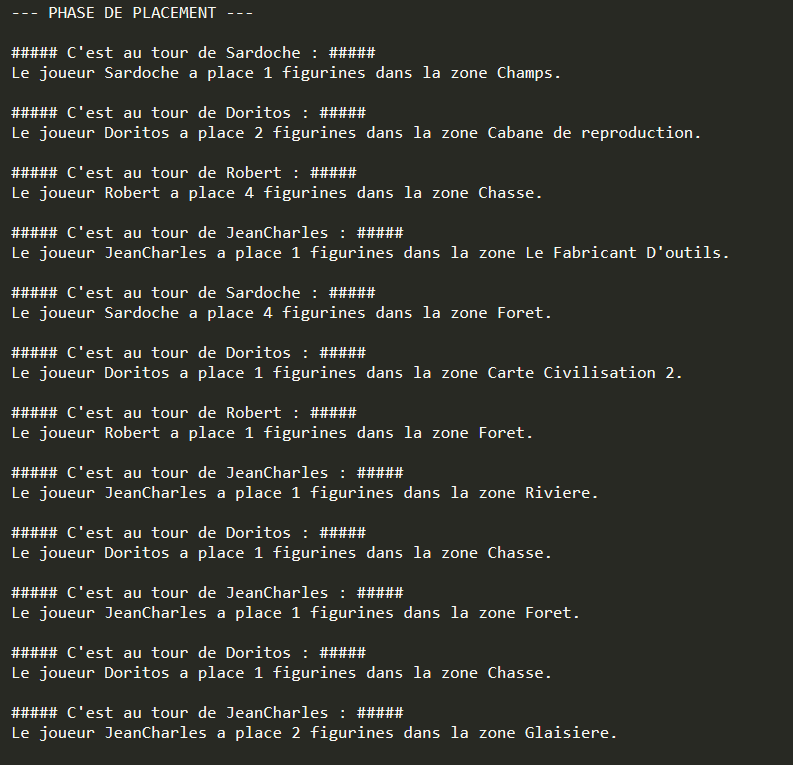 --- PHASE DE PLACEMENT ---
##### C'est au tour de Sardoche : #####
Le joueur Sardoche a place 1 figurines dans la zone Champs.
##### C'est au tour de Doritos : #####
Le joueur Doritos a place 2 figurines dans la zone Cabane de reproduction.
##### C'est au tour de Robert : #####
Le joueur Robert a place 4 figurines dans la zone Chasse.
##### C'est au tour de JeanCharles : #####
Le joueur JeanCharles a place 1 figurines dans la zone Le Fabricant D'outils.
##### C'est au tour de Sardoche : #####
Le joueur Sardoche a place 4 figurines dans la zone Foret.
##### C'est au tour de Doritos : #####
Le joueur Doritos a place 1 figurines dans la zone Carte Civilisation 2.
##### C'est au tour de Robert : #####
Le joueur Robert a place 1 figurines dans la zone Foret.
##### C'est au tour de JeanCharles : #####
Le joueur JeanCharles a place 1 figurines dans la zone Riviere.
##### C'est au tour de Doritos : #####
Le joueur Doritos a place 1 figurines dans la zone Chasse.
##### C'est au tour de JeanCharles : #####
Le joueur JeanCharles a place 1 figurines dans la zone Foret.
##### C'est au tour de Doritos : #####
Le joueur Doritos a place 1 figurines dans la zone Chasse.
##### C'est au tour de JeanCharles : #####
Le joueur JeanCharles a place 2 figurines dans la zone Glaisiere.